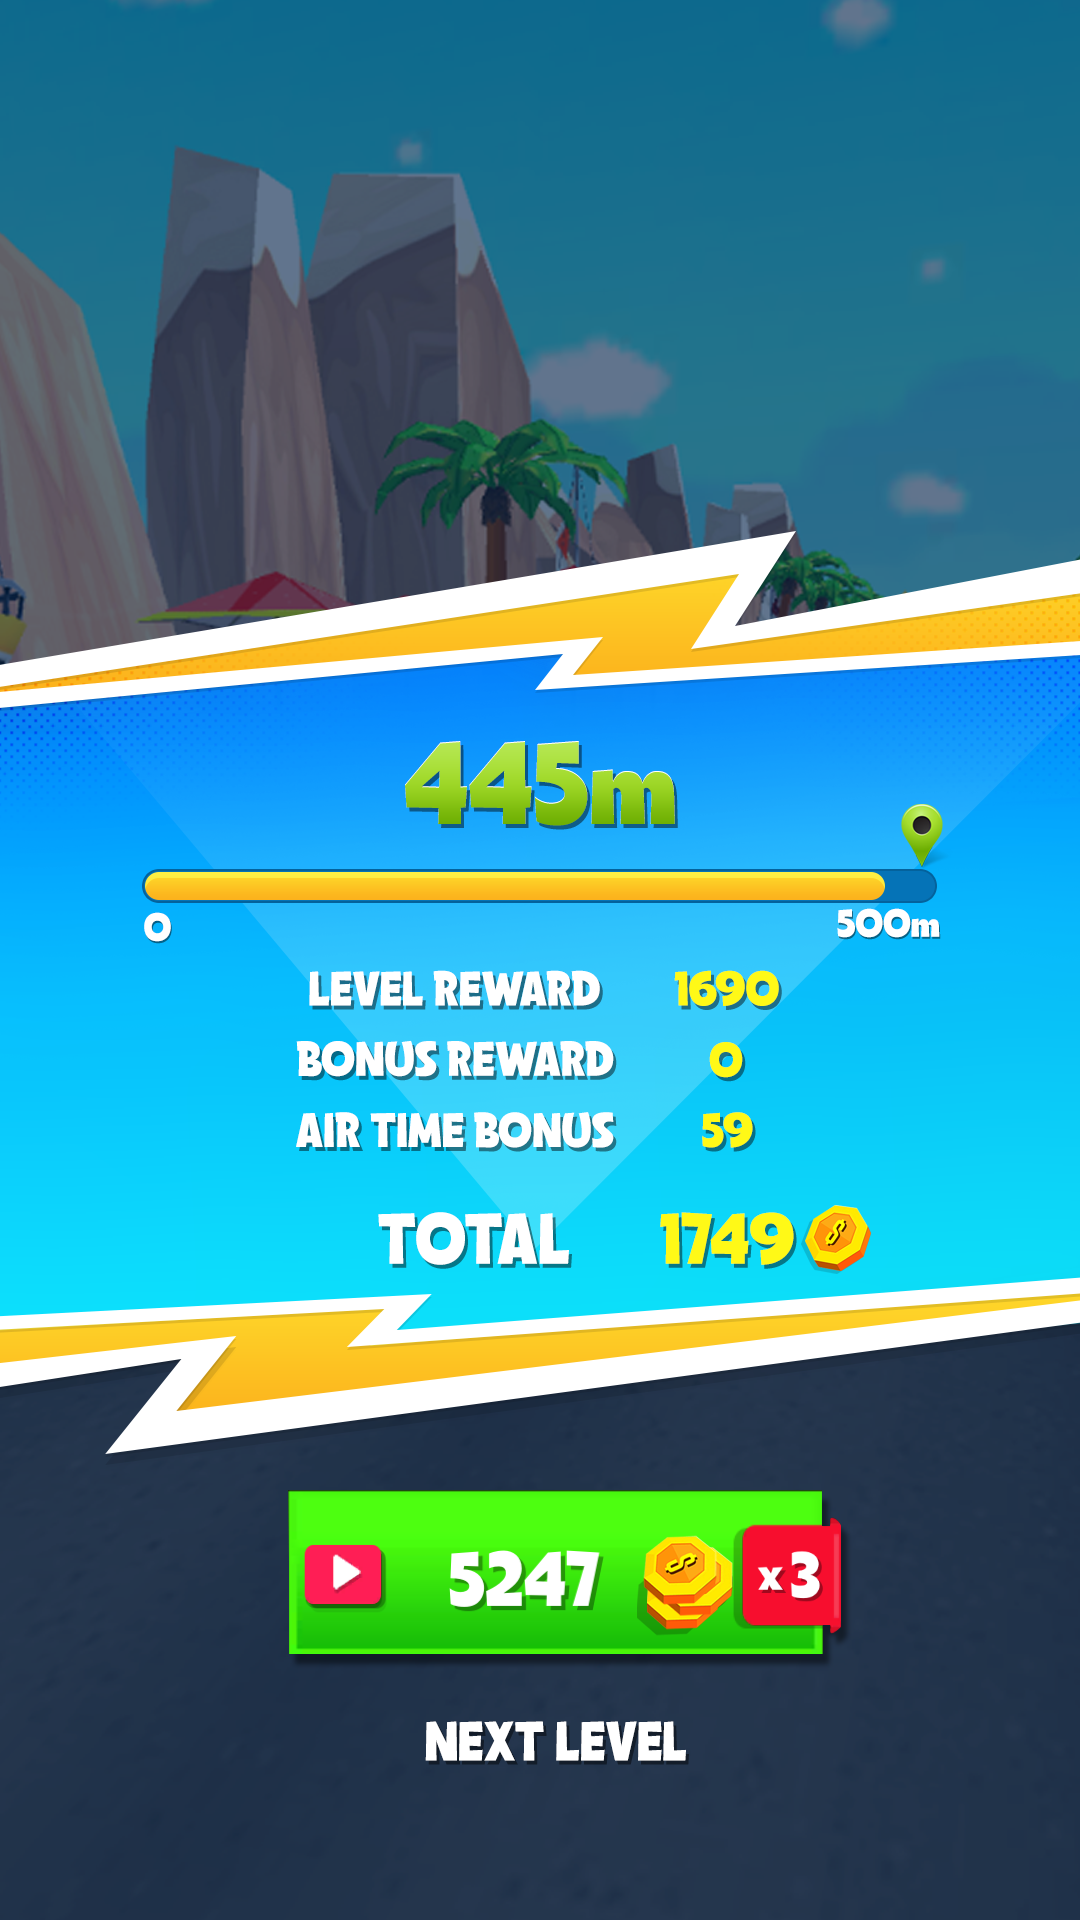 445m
0 500m
LEVEL REWARD 1690
BONUS REWARD 0
AIR TIME BONUS 59
TOTAL 1749
5247 x3
NEXT LEVEL